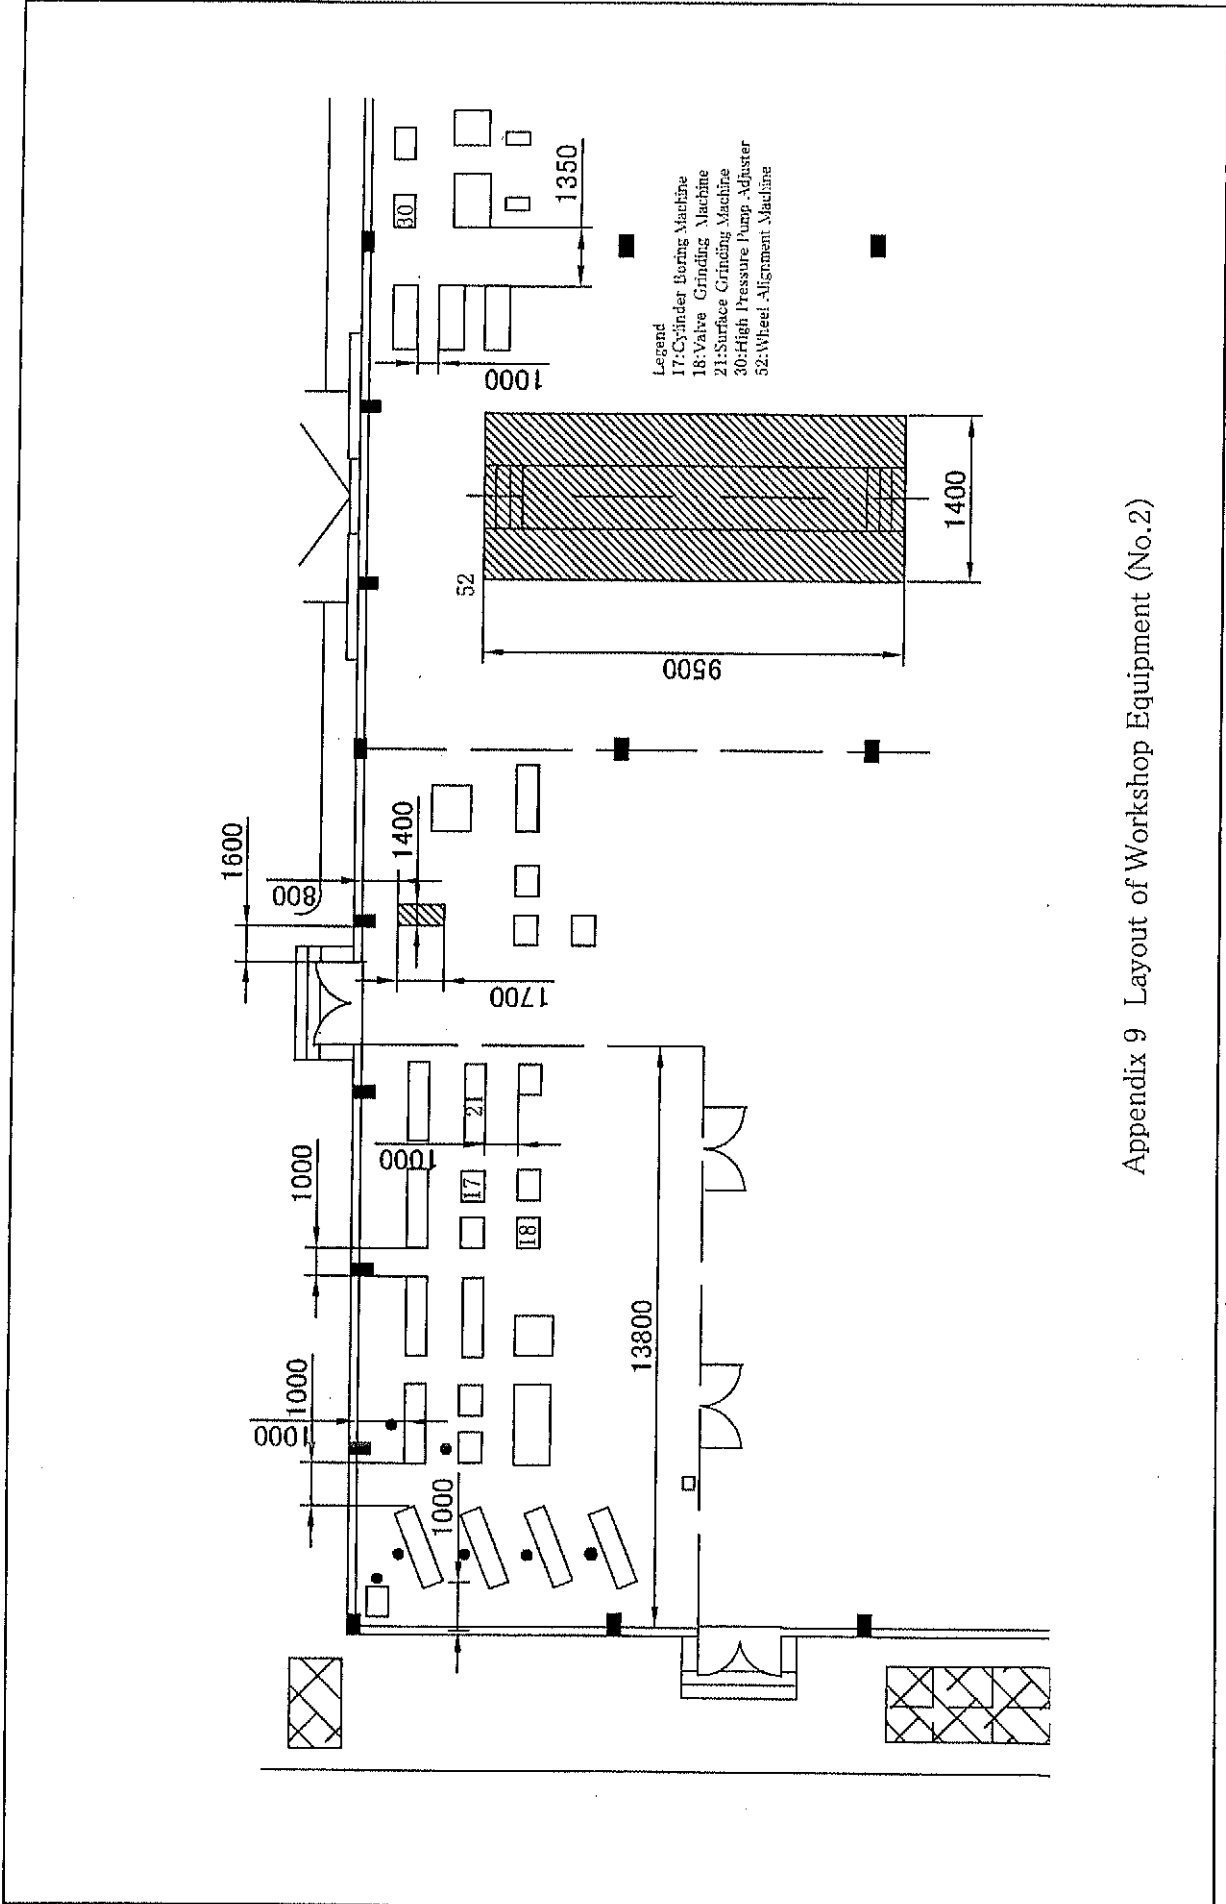 1350
30
1000
Legend
17:Cylinder Boring Machine
18:Valve Grinding Machine
21:Surface Grinding Machine
30:High Pressure Pump Adjuster
52:Wheel Alignment Machine
1400
52
9500
1600
800
1400
1700
1000
21
1000
17
18
13800
1000
1000
1000
Appendix 9 Layout of Workshop Equipment (No.2)